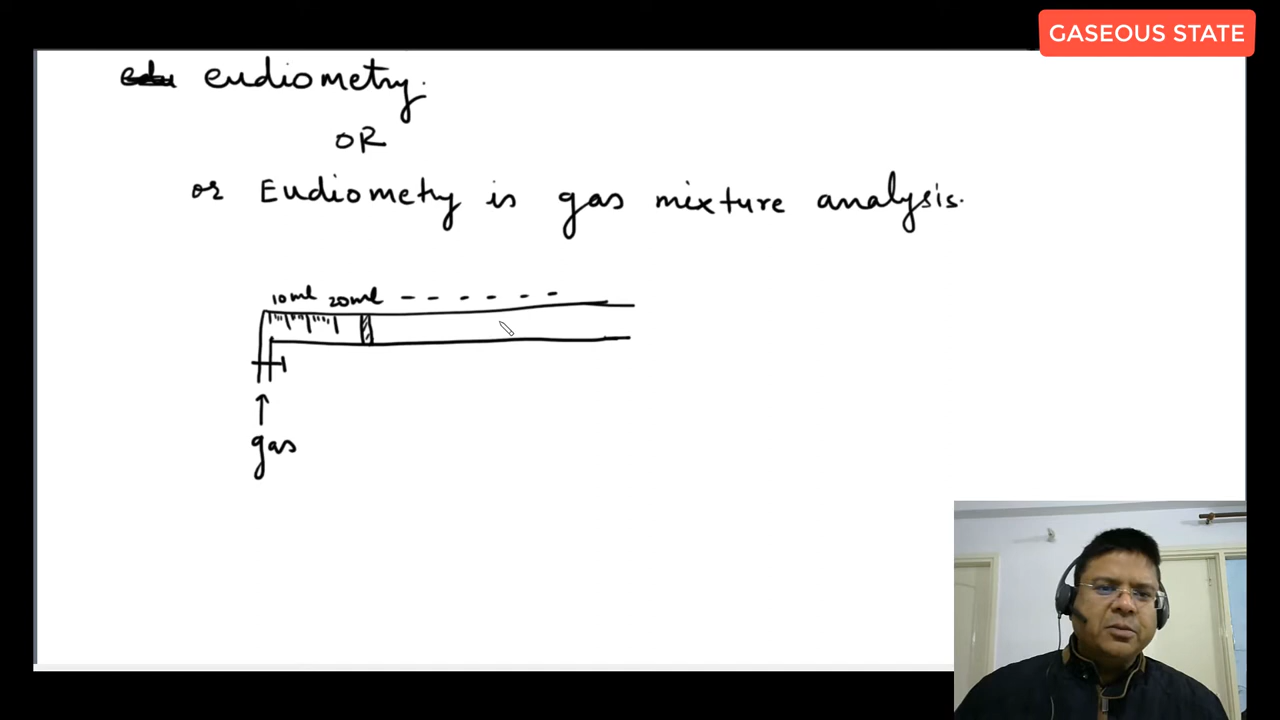 GASEOUS STATE
eudiometry.
OR
or Eudiometry is gas mixture analysis.
10ml 20ml - - - - - -
gas